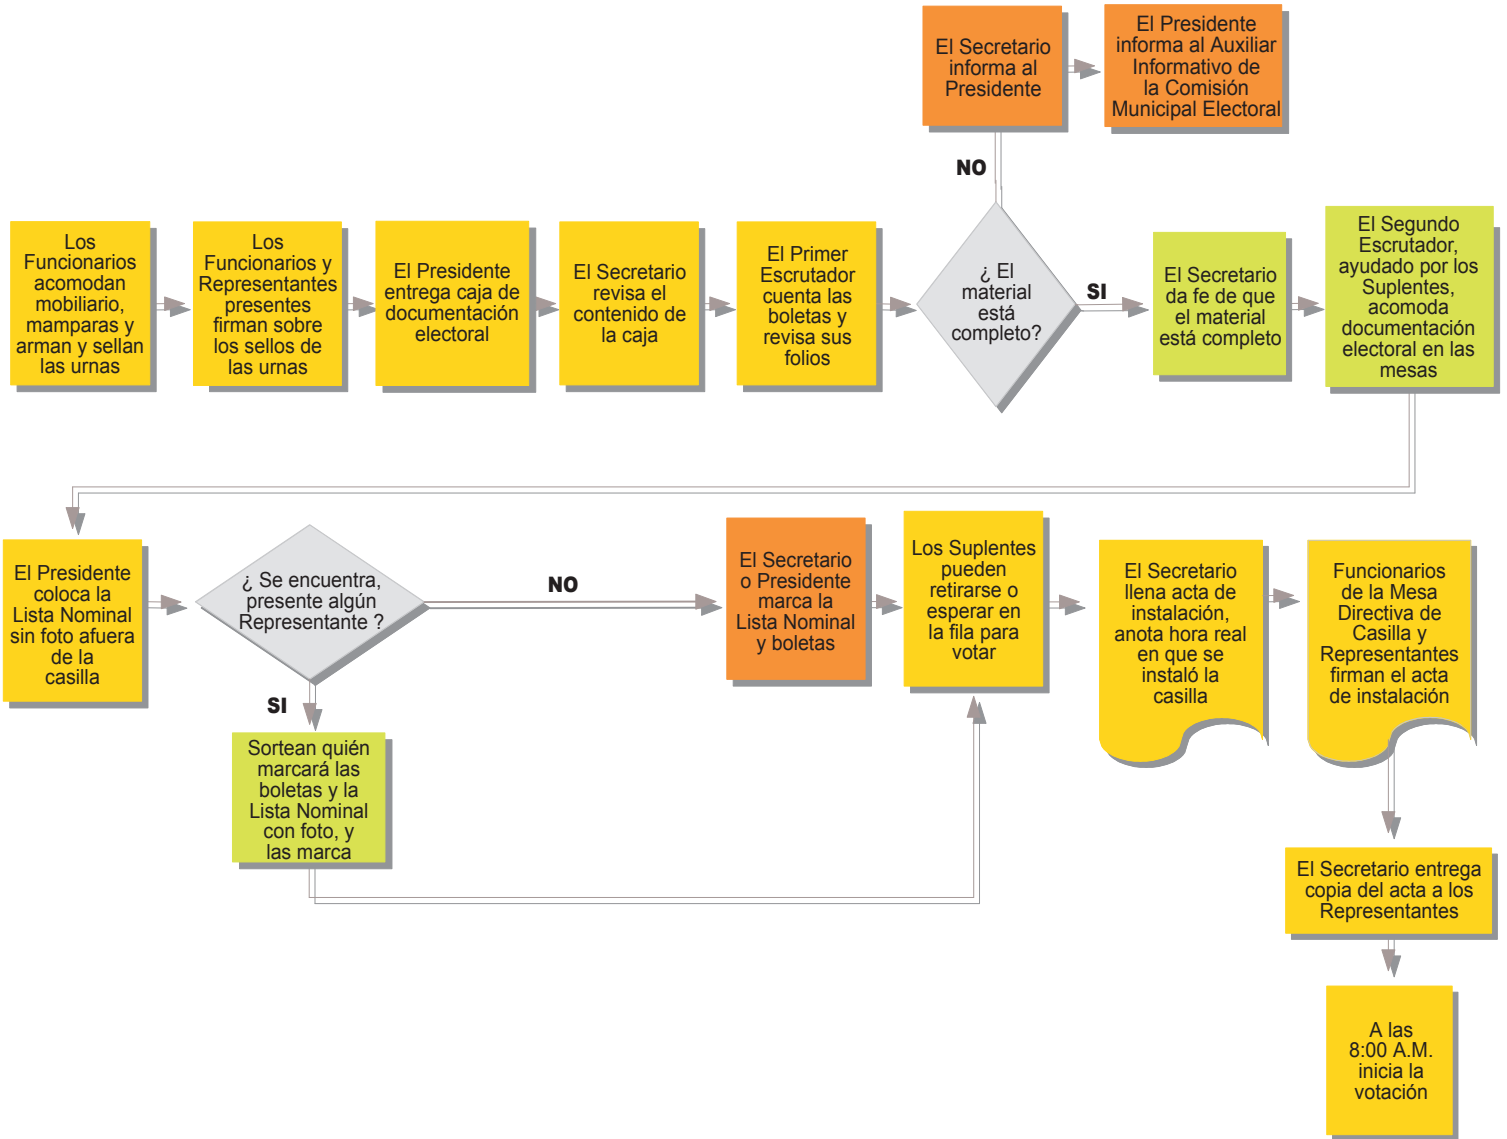 El Secretario
informa al
Presidente
El Presidente
informa al Auxiliar
Informativo de
la Comisión
Municipal Electoral
NO
Los
Funcionarios
acomodan
mobiliario,
mamparas y
arman y sellan
las urnas
Los
Funcionarios y
Representantes
presentes
firman sobre
los sellos de
las urnas
El Presidente
entrega caja de
documentación
electoral
El Secretario
revisa el
contenido de
la caja
El Primer
Escrutador
cuenta las
boletas y
revisa sus
folios
¿ El
material
está
completo?
SI
El Secretario
da fe de que
el material
está completo
El Segundo
Escrutador,
ayudado por los
Suplentes,
acomoda
documentación
electoral en las
mesas
El Presidente
coloca la
Lista Nominal
sin foto afuera
de la
casilla
¿ Se encuentra,
presente algún
Representante ?
NO
SI
Sortean quién
marcará las
boletas y la
Lista Nominal
con foto, y
las marca
El Secretario
o Presidente
marca la
Lista Nominal
y boletas
Los Suplentes
pueden
retirarse o
esperar en
la fila para
votar
El Secretario
llena acta de
instalación,
anota hora real
en que se
instaló la
casilla
Funcionarios
de la Mesa
Directiva de
Casilla y
Representantes
firman el acta
de instalación
El Secretario entrega
copia del acta a los
Representantes
A las
8:00 A.M.
inicia la
votación